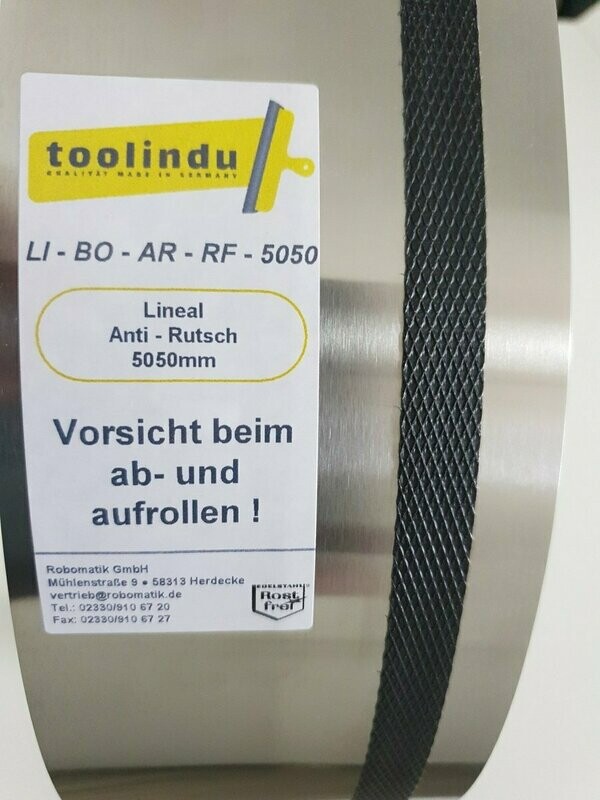 toolindu
QUALITÄT MADE IN GERMANY
LI - BO - AR - RF - 5050
Lineal
Anti - Rutsch
5050mm
Vorsicht beim
ab- und
aufrollen !
Robomatik GmbH
Mühlenstraße 9 • 58313 Herdecke
vertrieb@robomatik.de
Tel.: 02330/910 67 20
Fax: 02330/910 67 27
EDELSTAHL
Rost
frei